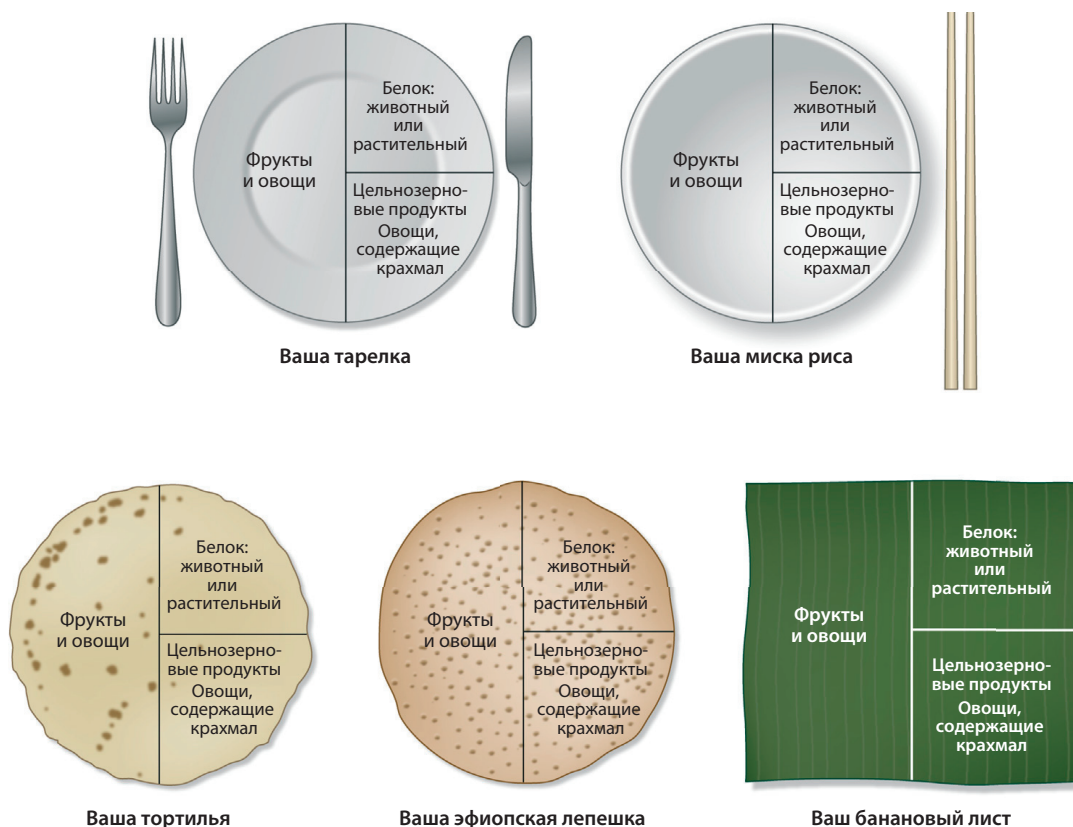 Фрукты
и овощи
Белок:
животный
или
растительный
Цельнозерно-
вые продукты
Овощи,
содержащие
крахмал
Ваша тарелка
Фрукты
и овощи
Белок:
животный
или
растительный
Цельнозерно-
вые продукты
Овощи,
содержащие
крахмал
Ваша миска риса
Фрукты
и овощи
Белок:
животный
или
растительный
Цельнозерно-
вые продукты
Овощи,
содержащие
крахмал
Ваша тортилья
Фрукты
и овощи
Белок:
животный
или
растительный
Цельнозерно-
вые продукты
Овощи,
содержащие
крахмал
Ваша эфиопская лепешка
Фрукты
и овощи
Белок:
животный
или
растительный
Цельнозерно-
вые продукты
Овощи,
содержащие
крахмал
Ваш банановый лист